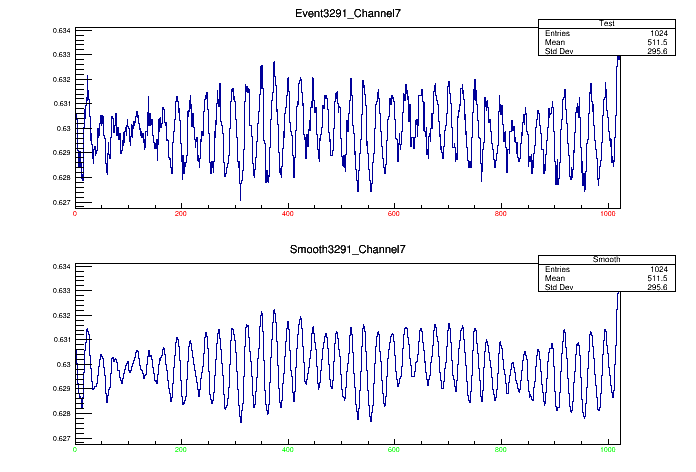 Event3291_Channel7
Test
Entries 1024
Mean 511.5
Std Dev 295.6
0.634
0.633
0.632
0.631
0.63
0.629
0.628
0.627
0 200 400 600 800 1000
Smooth3291_Channel7
Smooth
Entries 1024
Mean 511.5
Std Dev 295.6
0.634
0.633
0.632
0.631
0.63
0.629
0.628
0.627
0 200 400 600 800 1000